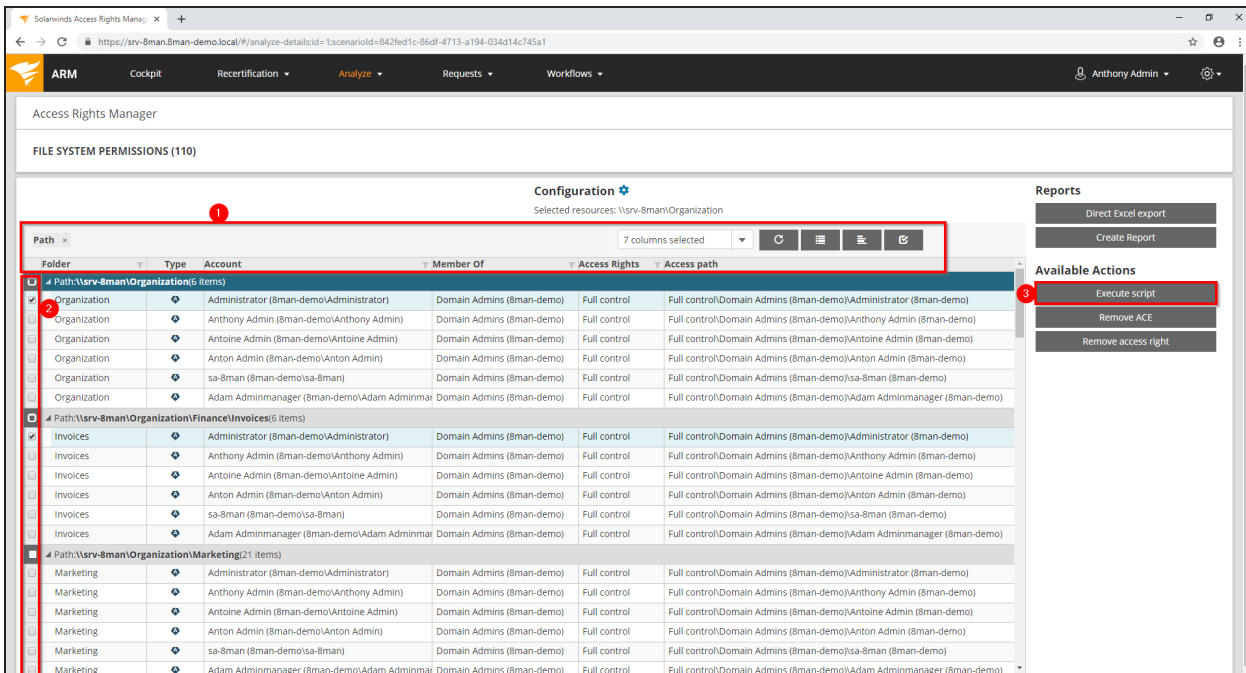 Solarwinds Access Rights Manag
https://srv-8man.8man-demo.local/#/analyze-details;id=1;scenarioId=842fed1c-86df-4713-a194-034d14c745a1
ARM Cockpit Recertification Analyze Requests Workflows Anthony Admin
Access Rights Manager
FILE SYSTEM PERMISSIONS (110)
Configuration
Selected resources: \\srv-8man\Organization
Reports
Direct Excel export
Create Report
1
Path × 7 columns selected
Folder Type Account Member Of Access Rights Access path
Available Actions
3 Execute script
Remove ACE
Remove access right
Path:\\srv-8man\Organization(6 items)
2
Organization Administrator (8man-demo\Administrator) Domain Admins (8man-demo) Full control Full control\Domain Admins (8man-demo)\Administrator (8man-demo)
Organization Anthony Admin (8man-demo\Anthony Admin) Domain Admins (8man-demo) Full control Full control\Domain Admins (8man-demo)\Anthony Admin (8man-demo)
Organization Antoine Admin (8man-demo\Antoine Admin) Domain Admins (8man-demo) Full control Full control\Domain Admins (8man-demo)\Antoine Admin (8man-demo)
Organization Anton Admin (8man-demo\Anton Admin) Domain Admins (8man-demo) Full control Full control\Domain Admins (8man-demo)\Anton Admin (8man-demo)
Organization sa-8man (8man-demo\sa-8man) Domain Admins (8man-demo) Full control Full control\Domain Admins (8man-demo)\sa-8man (8man-demo)
Organization Adam Adminmanager (8man-demo\Adam Adminmar Domain Admins (8man-demo) Full control Full control\Domain Admins (8man-demo)\Adam Adminmanager (8man-demo)
Path:\\srv-8man\Organization\Finance\Invoices(6 items)
Invoices Administrator (8man-demo\Administrator) Domain Admins (8man-demo) Full control Full control\Domain Admins (8man-demo)\Administrator (8man-demo)
Invoices Anthony Admin (8man-demo\Anthony Admin) Domain Admins (8man-demo) Full control Full control\Domain Admins (8man-demo)\Anthony Admin (8man-demo)
Invoices Antoine Admin (8man-demo\Antoine Admin) Domain Admins (8man-demo) Full control Full control\Domain Admins (8man-demo)\Antoine Admin (8man-demo)
Invoices Anton Admin (8man-demo\Anton Admin) Domain Admins (8man-demo) Full control Full control\Domain Admins (8man-demo)\Anton Admin (8man-demo)
Invoices sa-8man (8man-demo\sa-8man) Domain Admins (8man-demo) Full control Full control\Domain Admins (8man-demo)\sa-8man (8man-demo)
Invoices Adam Adminmanager (8man-demo\Adam Adminmar Domain Admins (8man-demo) Full control Full control\Domain Admins (8man-demo)\Adam Adminmanager (8man-demo)
Path:\\srv-8man\Organization\Marketing(21 items)
Marketing Administrator (8man-demo\Administrator) Domain Admins (8man-demo) Full control Full control\Domain Admins (8man-demo)\Administrator (8man-demo)
Marketing Anthony Admin (8man-demo\Anthony Admin) Domain Admins (8man-demo) Full control Full control\Domain Admins (8man-demo)\Anthony Admin (8man-demo)
Marketing Antoine Admin (8man-demo\Antoine Admin) Domain Admins (8man-demo) Full control Full control\Domain Admins (8man-demo)\Antoine Admin (8man-demo)
Marketing Anton Admin (8man-demo\Anton Admin) Domain Admins (8man-demo) Full control Full control\Domain Admins (8man-demo)\Anton Admin (8man-demo)
Marketing sa-8man (8man-demo\sa-8man) Domain Admins (8man-demo) Full control Full control\Domain Admins (8man-demo)\sa-8man (8man-demo)
Marketing Adam Adminmanager (8man-demo\Adam Adminmar Domain Admins (8man-demo) Full control Full control\Domain Admins (8man-demo)\Adam Adminmanager (8man-demo)